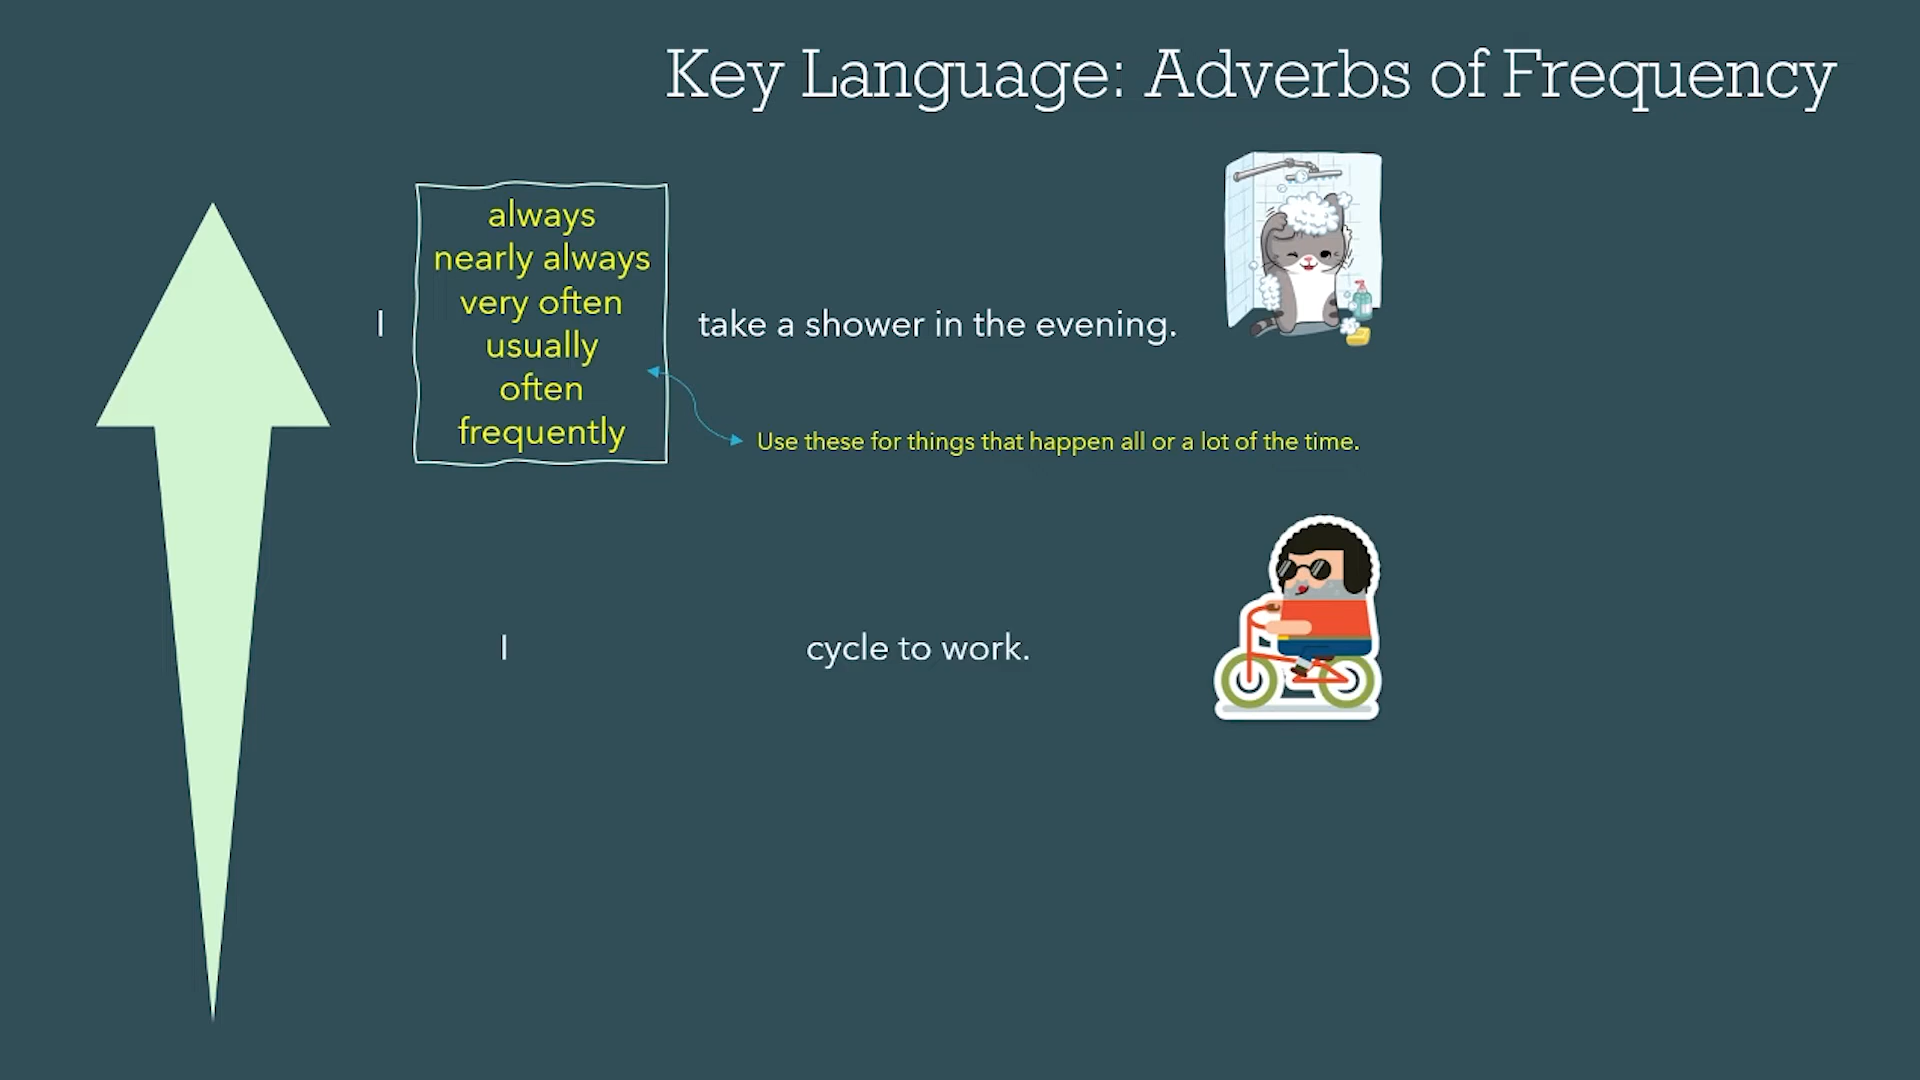 Key Language: Adverbs of Frequency
always
nearly always
very often
usually
often
frequently
I take a shower in the evening.
Use these for things that happen all or a lot of the time.
I cycle to work.